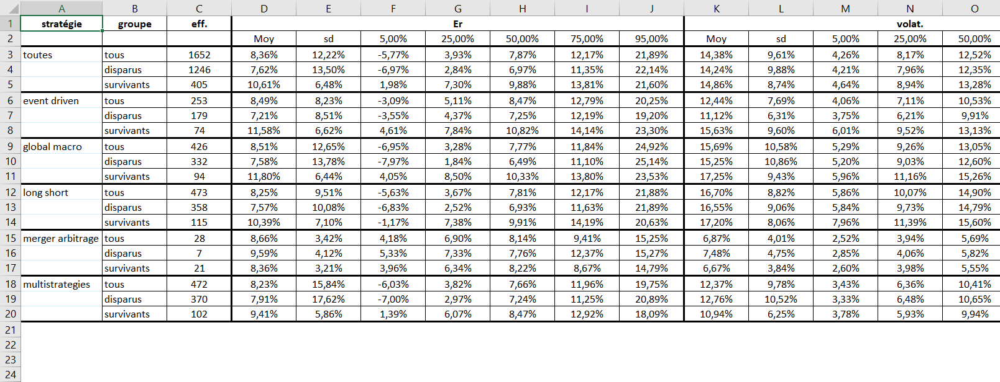 A B C D E F G H I J K L M N O
1 stratégie groupe eff. Er volat.
2 Moy sd 5,00% 25,00% 50,00% 75,00% 95,00% Moy sd 5,00% 25,00% 50,00%
3 toutes tous 1652 8,36% 12,22% -5,77% 3,93% 7,87% 12,17% 21,89% 14,38% 9,61% 4,26% 8,17% 12,52%
4 disparus 1246 7,62% 13,50% -6,97% 2,84% 6,97% 11,35% 22,14% 14,24% 9,88% 4,21% 7,96% 12,35%
5 survivants 405 10,61% 6,48% 1,98% 7,30% 9,88% 13,81% 21,60% 14,86% 8,74% 4,64% 8,94% 13,28%
6 event driven tous 253 8,49% 8,23% -3,09% 5,11% 8,47% 12,79% 20,25% 12,44% 7,69% 4,06% 7,11% 10,53%
7 disparus 179 7,21% 8,51% -3,55% 4,37% 7,25% 12,19% 19,20% 11,12% 6,31% 3,75% 6,21% 9,91%
8 survivants 74 11,58% 6,62% 4,61% 7,84% 10,82% 14,14% 23,30% 15,63% 9,60% 6,01% 9,52% 13,13%
9 global macro tous 426 8,51% 12,65% -6,95% 3,28% 7,77% 11,84% 24,92% 15,69% 10,58% 5,29% 9,26% 13,05%
10 disparus 332 7,58% 13,78% -7,97% 1,84% 6,49% 11,10% 25,14% 15,25% 10,86% 5,20% 9,03% 12,60%
11 survivants 94 11,80% 6,44% 4,05% 8,50% 10,33% 13,80% 23,53% 17,25% 9,43% 5,96% 11,16% 15,26%
12 long short tous 473 8,25% 9,51% -5,63% 3,67% 7,81% 12,17% 21,88% 16,70% 8,82% 5,86% 10,07% 14,90%
13 disparus 358 7,57% 10,08% -6,83% 2,52% 6,93% 11,63% 21,89% 16,55% 9,06% 5,84% 9,73% 14,79%
14 survivants 115 10,39% 7,10% -1,17% 7,38% 9,91% 14,19% 20,63% 17,20% 8,06% 7,96% 11,39% 15,60%
15 merger arbitrage tous 28 8,66% 3,42% 4,18% 6,90% 8,14% 9,41% 15,25% 6,87% 4,01% 2,52% 3,94% 5,69%
16 disparus 7 9,59% 4,12% 5,33% 7,33% 7,76% 12,37% 15,27% 7,48% 4,75% 2,85% 4,06% 5,82%
17 survivants 21 8,36% 3,21% 3,96% 6,34% 8,22% 8,67% 14,79% 6,67% 3,84% 2,60% 3,98% 5,55%
18 multistrategies tous 472 8,23% 15,84% -6,03% 3,82% 7,66% 11,96% 19,75% 12,37% 9,78% 3,43% 6,36% 10,41%
19 disparus 370 7,91% 17,62% -7,00% 2,97% 7,24% 11,25% 20,89% 12,76% 10,52% 3,33% 6,48% 10,65%
20 survivants 102 9,41% 5,86% 1,39% 6,07% 8,47% 12,92% 18,09% 10,94% 6,25% 3,78% 5,93% 9,94%
21
22
23
24